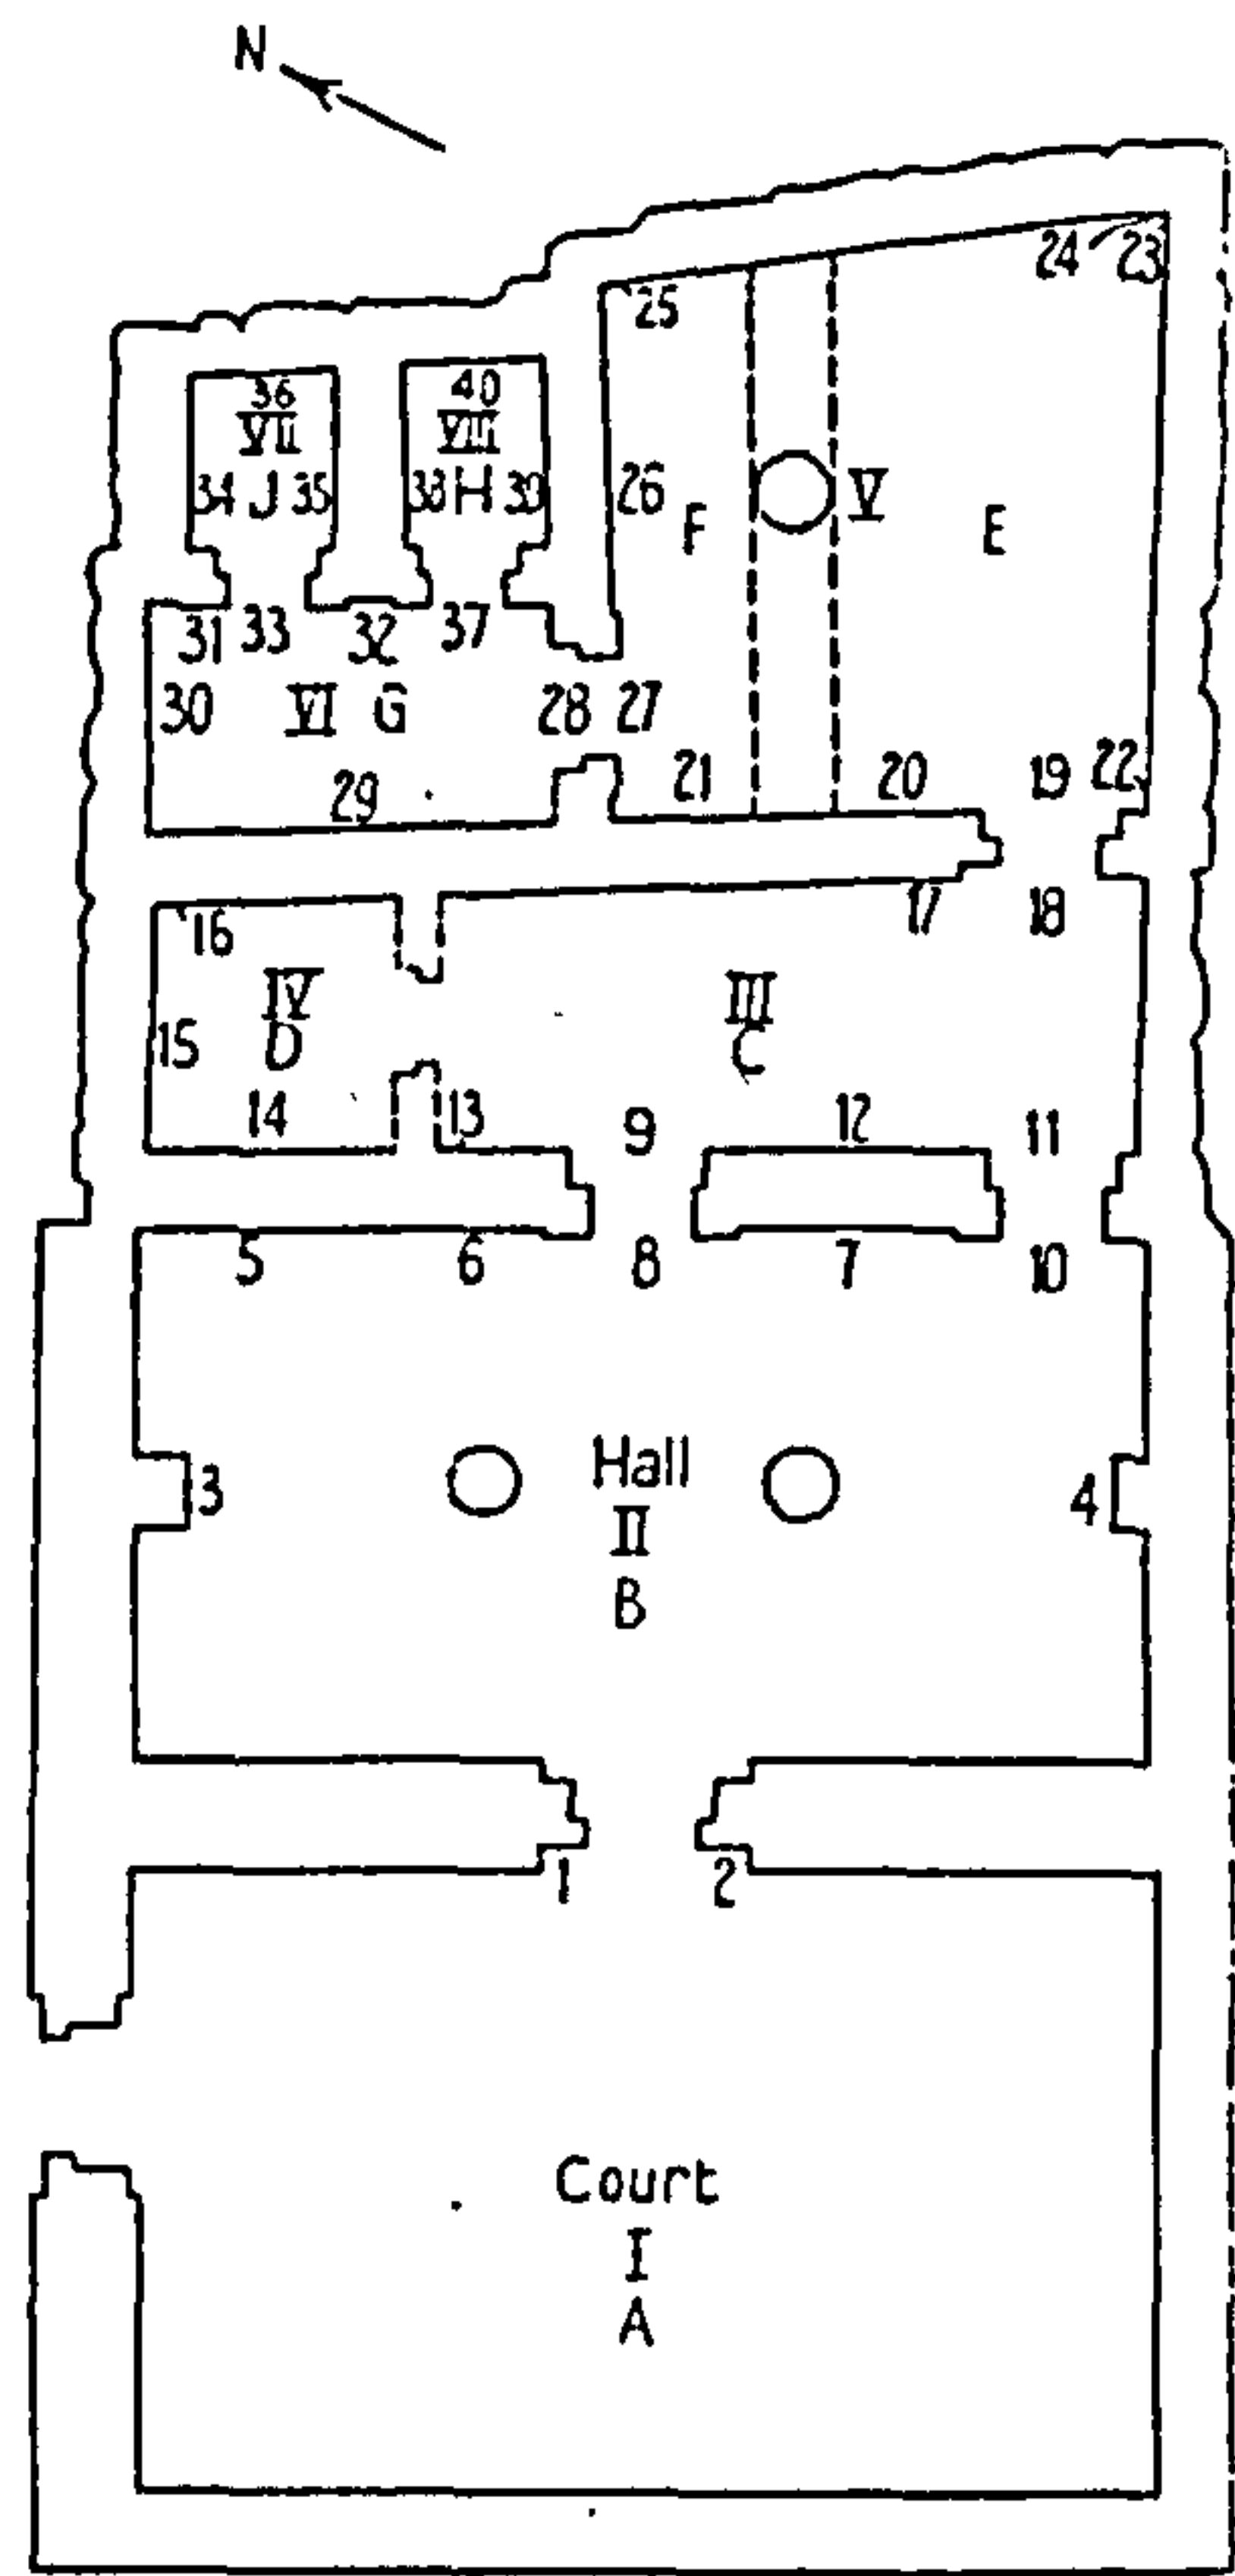 N
24 23
25
36 40
VII VIII
34 J 35 38 H 39 26 V
F E
31 33 32 37
30 VI G 28 27
29 21 20 19 22
16 17 18
IV III
15 D C
14 13 9 12 11
5 6 8 7 10
3 Hall 4
II
B
1 2
Court
I
A